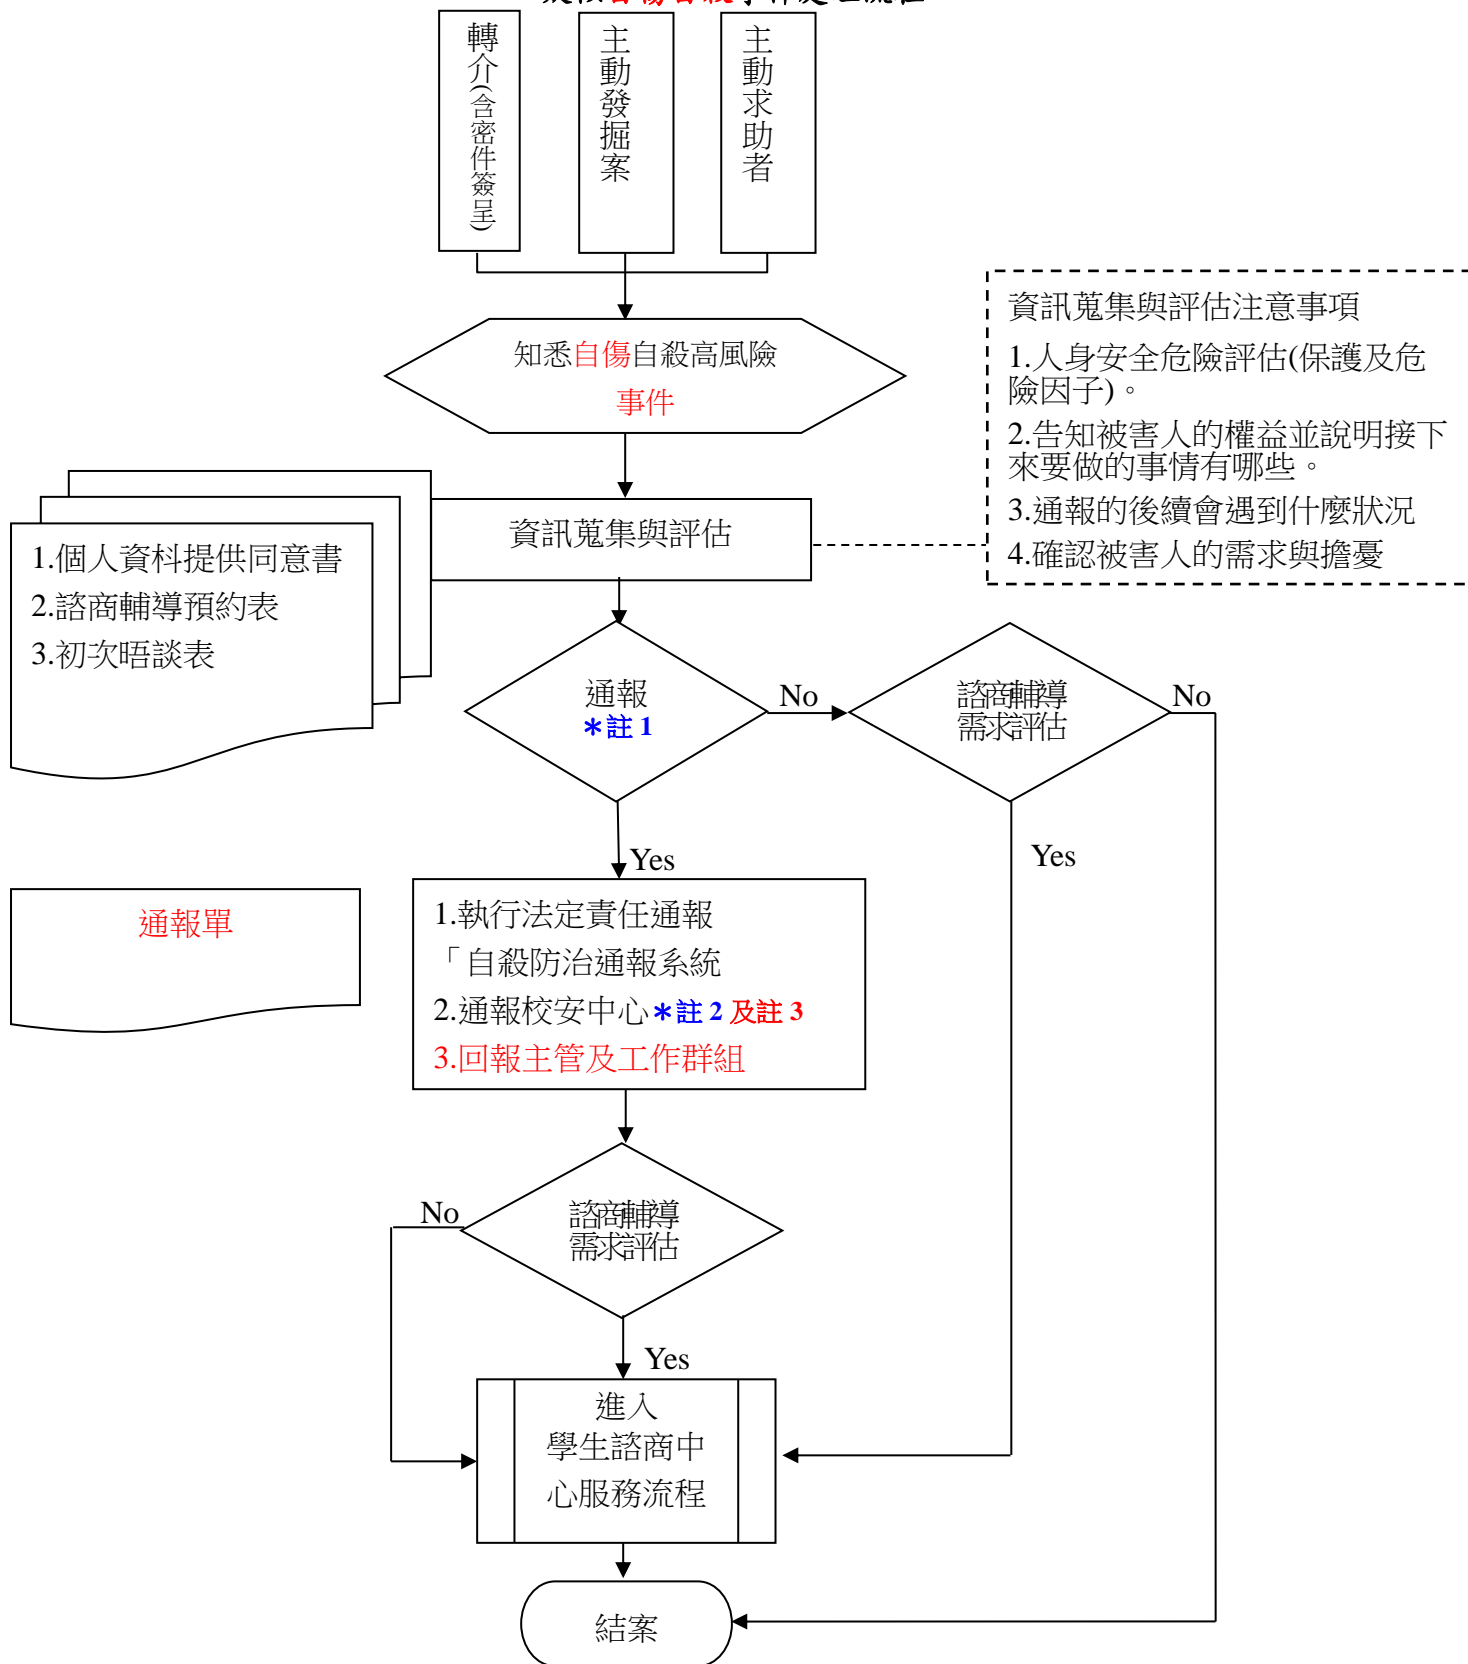 轉介(含密件簽呈)
主動發掘案
主動求助者
知悉自傷自殺高風險
事件
資訊蒐集與評估注意事項
1.人身安全危險評估(保護及危
險因子)。
2.告知被害人的權益並說明接下
來要做的事情有哪些。
3.通報的後續會遇到什麼狀況
4.確認被害人的需求與擔憂
資訊蒐集與評估
1.個人資料提供同意書
2.諮商輔導預約表
3.初次晤談表
通報
＊註 1
No
諮商輔導
需求評估
No
Yes
Yes
通報單
1.執行法定責任通報
「自殺防治通報系統
2.通報校安中心＊註 2 及註 3
3.回報主管及工作群組
No
諮商輔導
需求評估
Yes
進入
學生諮商中
心服務流程
結案